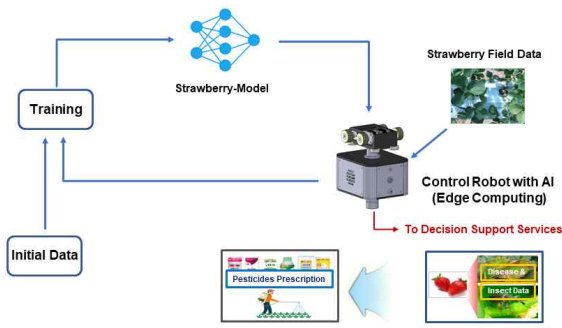 Strawberry-Model
Strawberry Field Data
Training
Control Robot with AI
(Edge Computing)
To Decision Support Services
Initial Data
Pesticides Prescription
Disease &
Insect Data